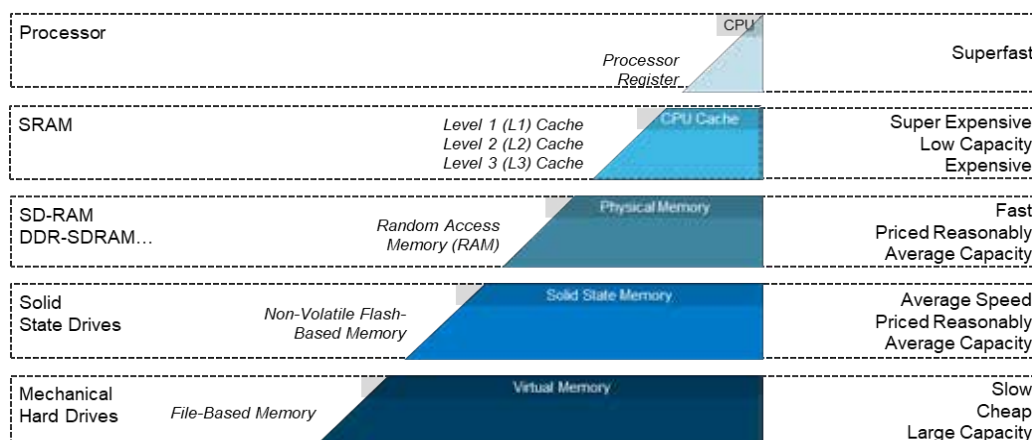 Processor
CPU
Processor
Register
Superfast
SRAM
Level 1 (L1) Cache
Level 2 (L2) Cache
Level 3 (L3) Cache
CPU Cache
Super Expensive
Low Capacity
Expensive
SD-RAM
DDR-SDRAM...
Random Access
Memory (RAM)
Physical Memory
Fast
Priced Reasonably
Average Capacity
Solid
State Drives
Non-Volatile Flash-
Based Memory
Solid State Memory
Average Speed
Priced Reasonably
Average Capacity
Mechanical
Hard Drives
File-Based Memory
Virtual Memory
Slow
Cheap
Large Capacity